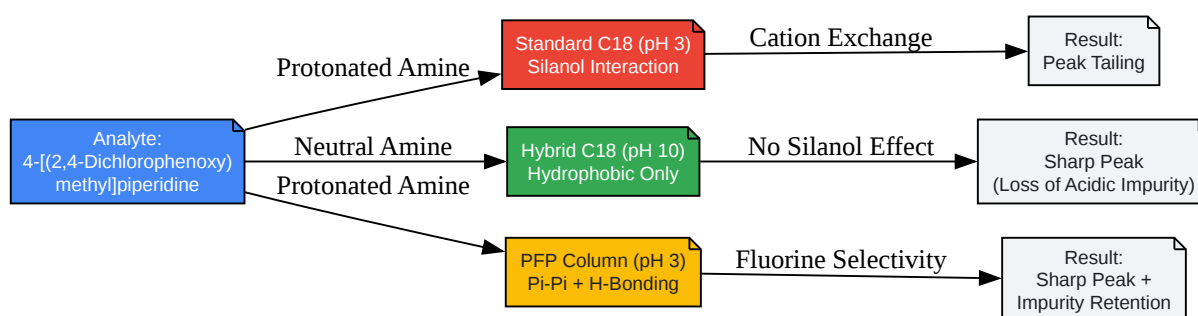 Analyte:
4-[(2,4-Dichlorophenoxy)
methyl]piperidine
Protonated Amine
Neutral Amine
Protonated Amine
Standard C18 (pH 3)
Silanol Interaction
Cation Exchange
Result:
Peak Tailing
Hybrid C18 (pH 10)
Hydrophobic Only
No Silanol Effect
Result:
Sharp Peak
(Loss of Acidic Impurity)
PFP Column (pH 3)
Pi-Pi + H-Bonding
Fluorine Selectivity
Result:
Sharp Peak +
Impurity Retention